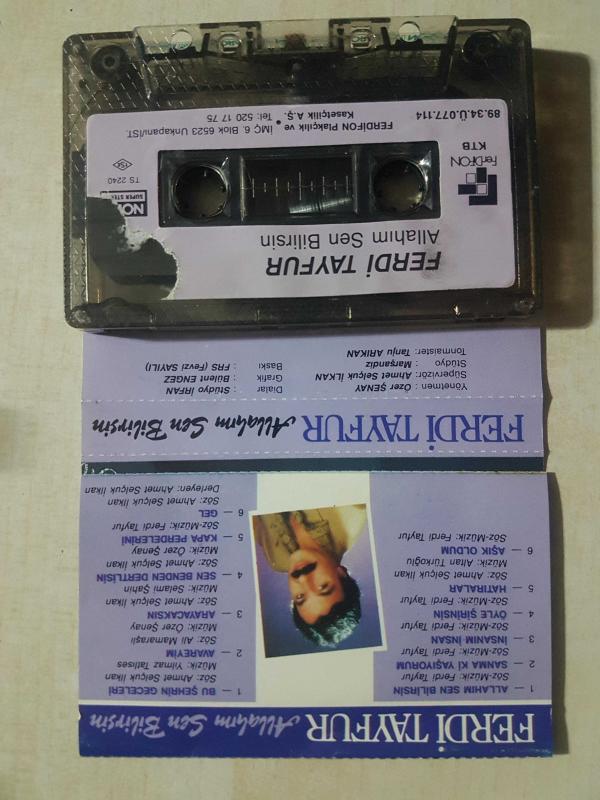 FERDİ TAYFUR Allahım Sen Bilirsin
1 — ALLAHIM SEN BİLİRSİN
Söz-Müzik: Ferdi Tayfur
2 — SANMA Kİ YAŞIYORUM
Söz-Müzik: Ferdi Tayfur
3 — İNSANIM İNSAN
Söz-Müzik: Ferdi Tayfur
4 — ÖYLE ŞİRİNSİN
Söz-Müzik: Ferdi Tayfur
5 — HATIRALAR
Söz: Ahmet Selçuk İlkan
Müzik: Altan Türkoğlu
6 — AŞIK OLDUM
Söz-Müzik: Ferdi Tayfur
1 — BU ŞEHRİN GECELERİ
Söz: Ahmet Selçuk İlkan
Müzik: Yılmaz Tatlıses
2 — AVAREYİM
Söz: Ali Mamaraşlı
Müzik: Özer Şenay
3 — ARAYACAKSIN
Söz: Ahmet Selçuk İlkan
Müzik: Selami Şahin
4 — SEN BENDEN DERTLİSİN
Söz: Ahmet Selçuk İlkan
Müzik: Özer Şenay
5 — KAPA PERDELERİNİ
Söz-Müzik: Ferdi Tayfur
6 — GEL
Söz: Ahmet Selçuk İlkan
Derleyen: Ahmet Selçuk İlkan
FERDİ TAYFUR Allahım Sen Bilirsin
Yönetmen : Özer ŞENAY
Süpervizör: Ahmet Selçuk İLKAN
Stüdyo : Marşandiz
Tonmaister: Tanju ARIKAN
Dialar : Stüdyo İRFAN
Grafik : Bülent ENGEZ
Baskı : FRS (Fevzi SAYILI)
FERDİ TAYFUR
Allahım Sen Bilirsin
FerDiFON
KTB
89.34.Ü.077.114
TS 2240
TSE
FERDİFON Plakçılık ve • İMÇ 6. Blok 6523 Unkapanı/İST.
Kasetçilik A.Ş. Tel: 520 17 75